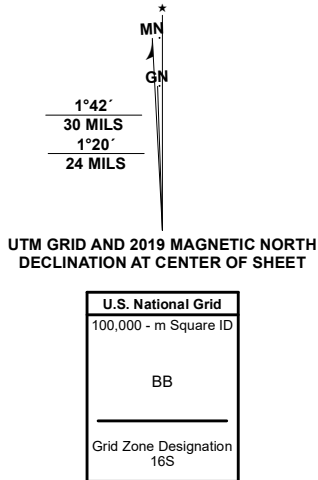 ★
MN
GN
1°42´
30 MILS
1°20´
24 MILS
UTM GRID AND 2019 MAGNETIC NORTH
DECLINATION AT CENTER OF SHEET
U.S. National Grid
100,000 - m Square ID
BB
Grid Zone Designation
16S